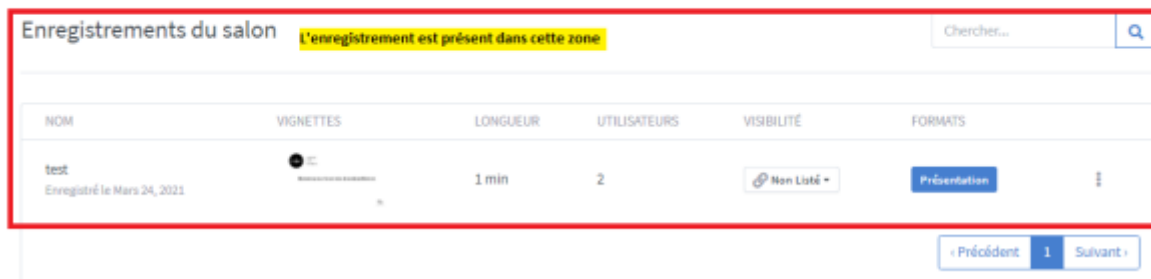 Enregistrements du salon
L'enregistrement est présent dans cette zone
Chercher...
NOM VIGNETTES LONGUEUR UTILISATEURS VISIBILITÉ FORMATS
test
Enregistré le Mars 24, 2021
1 min 2 Non Listé Présentation
‹ Précédent 1 Suivant ›